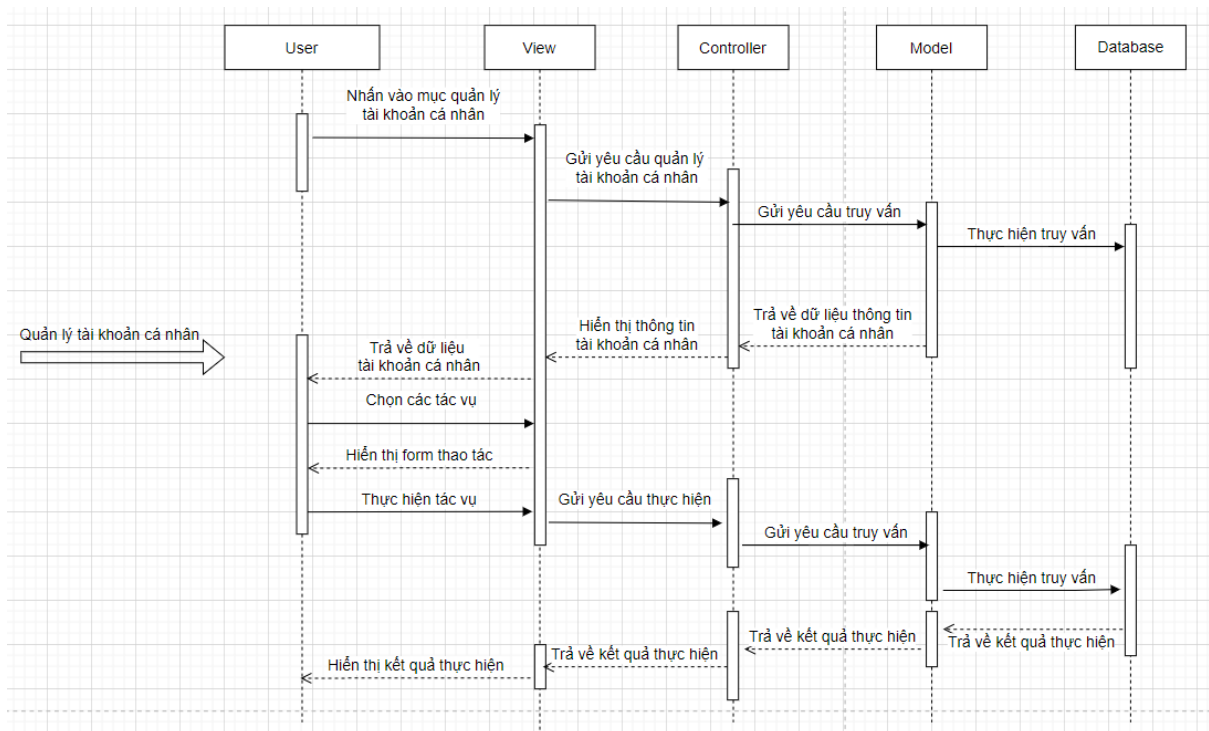 User
View
Controller
Model
Database
Nhấn vào mục quản lý
tài khoản cá nhân
Gửi yêu cầu quản lý
tài khoản cá nhân
Gửi yêu cầu truy vấn
Thực hiện truy vấn
Trả về dữ liệu thông tin
tài khoản cá nhân
Hiển thị thông tin
tài khoản cá nhân
Quản lý tài khoản cá nhân
Trả về dữ liệu
tài khoản cá nhân
Chọn các tác vụ
Hiển thị form thao tác
Thực hiện tác vụ
Gửi yêu cầu thực hiện
Gửi yêu cầu truy vấn
Thực hiện truy vấn
Trả về kết quả thực hiện
Trả về kết quả thực hiện
Trả về kết quả thực hiện
Hiển thị kết quả thực hiện